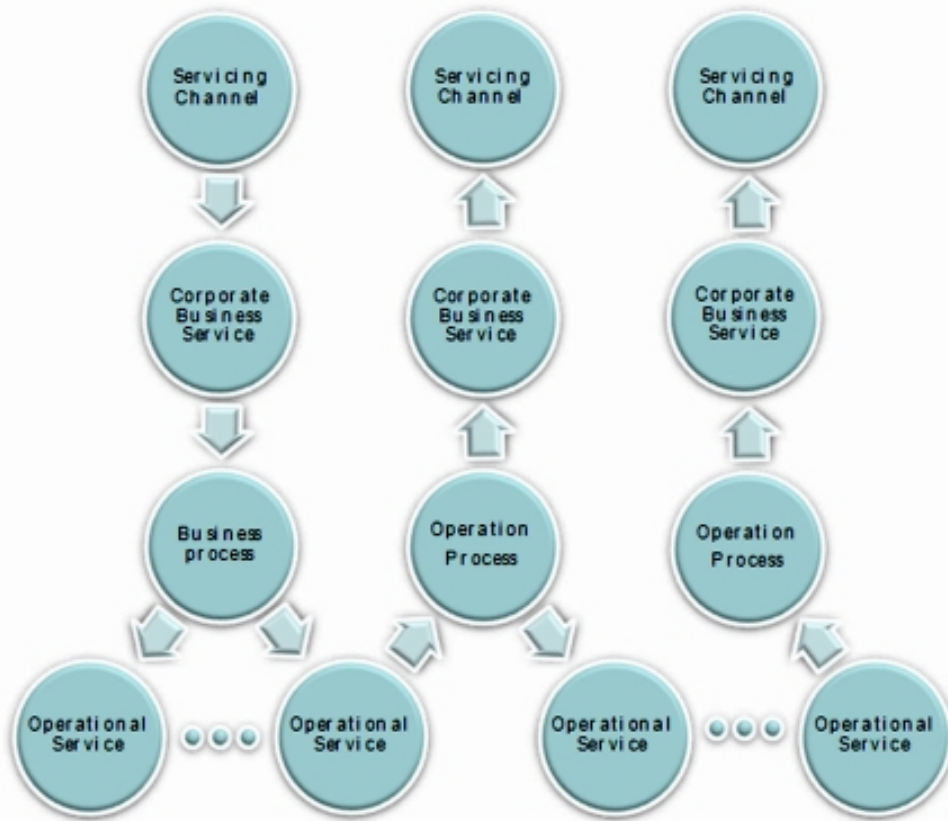 Servicing
Channel
Servicing
Channel
Servicing
Channel
Corporate
Business
Service
Corporate
Business
Service
Corporate
Business
Service
Business
process
Operation
Process
Operation
Process
Operational
Service
Operational
Service
Operational
Service
Operational
Service